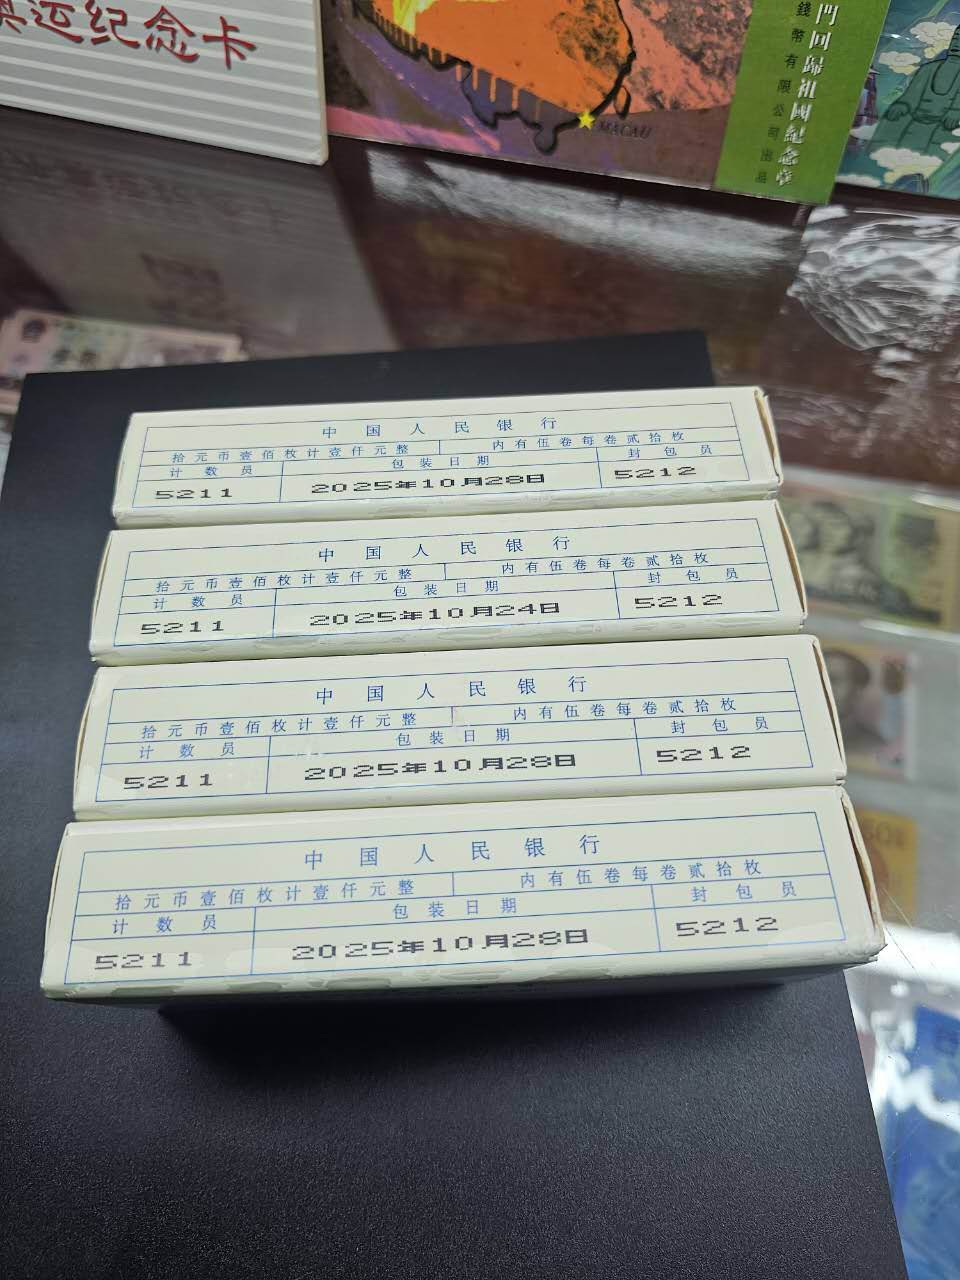 奥运纪念卡
門回歸祖國紀念章
錢幣有限公司出品
MACAU
中国人民银行
拾元币壹佰枚计壹仟元整 内有伍卷每卷贰拾枚
计数员 包装日期 封包员
5211 2025年10月28日 5212
中国人民银行
拾元币壹佰枚计壹仟元整 内有伍卷每卷贰拾枚
计数员 包装日期 封包员
5211 2025年10月24日 5212
中国人民银行
拾元币壹佰枚计壹仟元整 内有伍卷每卷贰拾枚
计数员 包装日期 封包员
5211 2025年10月28日 5212
中国人民银行
拾元币壹佰枚计壹仟元整 内有伍卷每卷贰拾枚
计数员 包装日期 封包员
5211 2025年10月28日 5212